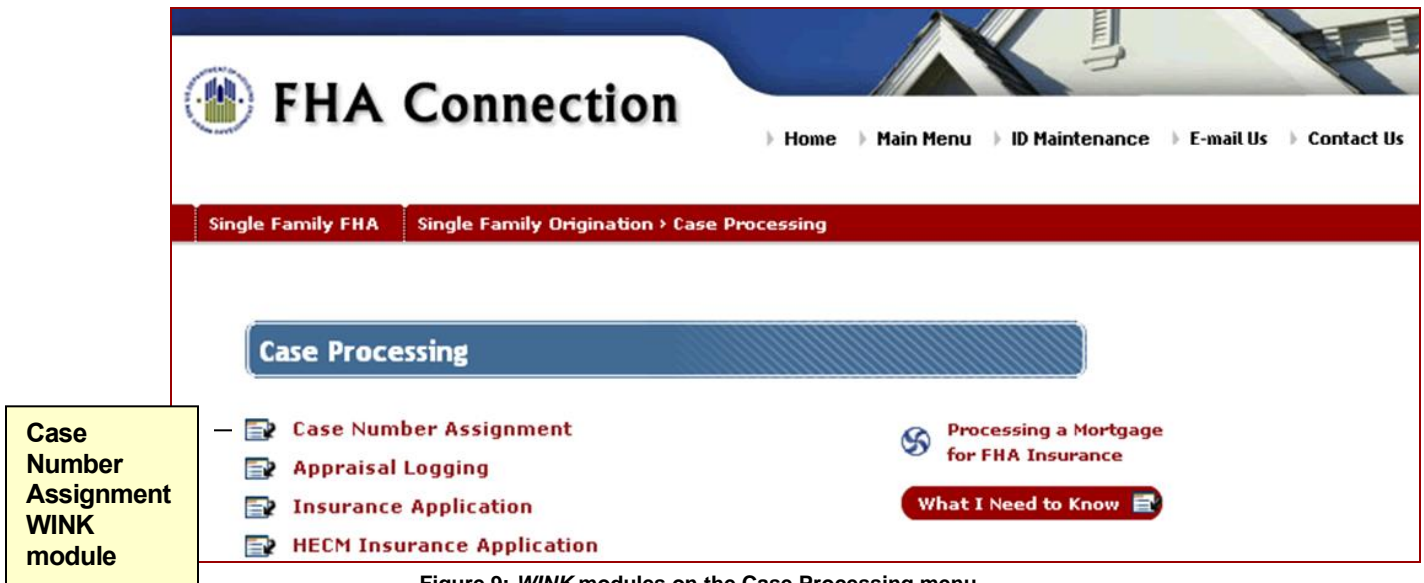 FHA Connection
Home Main Menu ID Maintenance E-mail Us Contact Us
Single Family FHA Single Family Origination > Case Processing
Case Processing
Case
Number
Assignment
WINK
module
Case Number Assignment
Appraisal Logging
Insurance Application
HECM Insurance Application
Processing a Mortgage
for FHA Insurance
What I Need to Know
Figure 9: WINK modules on the Case Processing menu